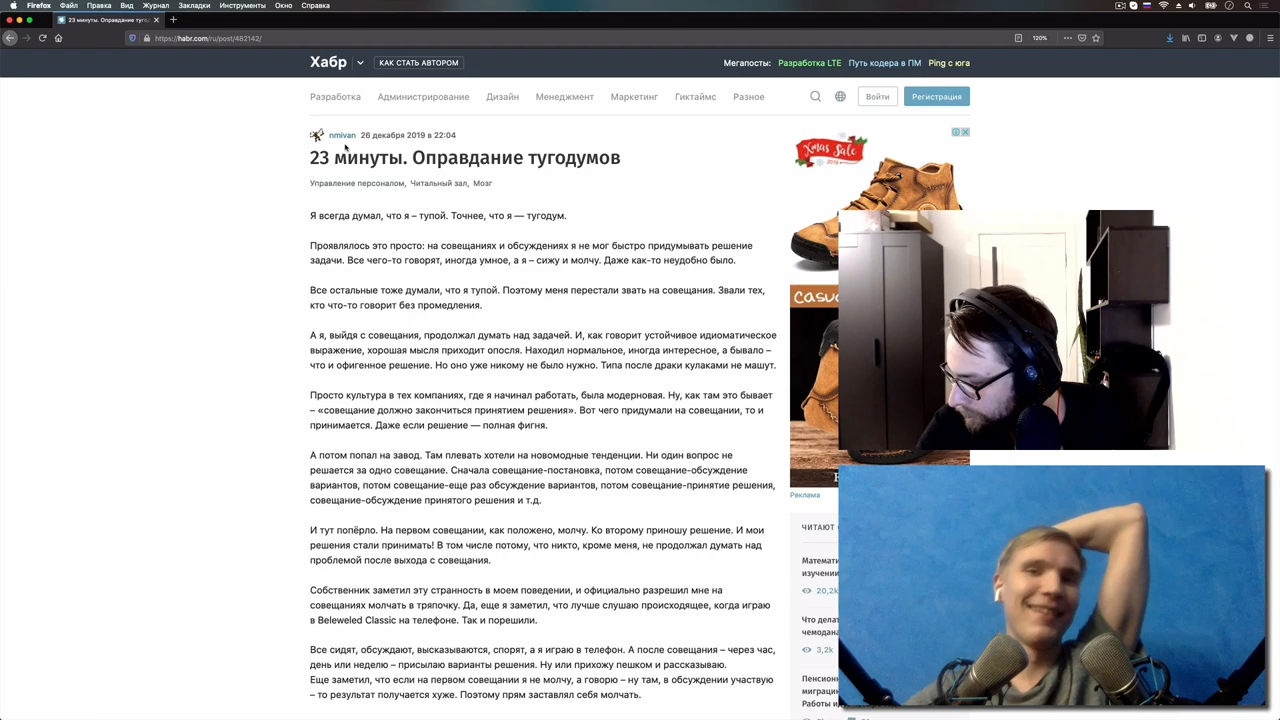 Firefox Файл Правка Вид Журнал Закладки Инструменты Окно Справка
23 минуты. Оправдание тугод
https://habr.com/ru/post/482142/
120%
Хабр
КАК СТАТЬ АВТОРОМ
Мегапосты: Разработка LTE Путь кодера в ПМ Ping с юга
Разработка Администрирование Дизайн Менеджмент Маркетинг Гиктаймс Разное
Войти
Регистрация
nmivan 26 декабря 2019 в 22:04
23 минуты. Оправдание тугодумов
Управление персоналом, Читальный зал, Мозг
Я всегда думал, что я – тупой. Точнее, что я — тугодум.
Проявлялось это просто: на совещаниях и обсуждениях я не мог быстро придумывать решение
задачи. Все чего-то говорят, иногда умное, а я – сижу и молчу. Даже как-то неудобно было.
Все остальные тоже думали, что я тупой. Поэтому меня перестали звать на совещания. Звали тех,
кто что-то говорит без промедления.
А я, выйдя с совещания, продолжал думать над задачей. И, как говорит устойчивое идиоматическое
выражение, хорошая мысля приходит опосля. Находил нормальное, иногда интересное, а бывало –
что и офигенное решение. Но оно уже никому не было нужно. Типа после драки кулаками не машут.
Просто культура в тех компаниях, где я начинал работать, была модерновая. Ну, как там это бывает
– «совещание должно закончиться принятием решения». Вот чего придумали на совещании, то и
принимается. Даже если решение — полная фигня.
А потом попал на завод. Там плевать хотели на новомодные тенденции. Ни один вопрос не
решается за одно совещание. Сначала совещание-постановка, потом совещание-обсуждение
вариантов, потом совещание-еще раз обсуждение вариантов, потом совещание-принятие решения,
совещание-обсуждение принятого решения и т.д.
И тут попёрло. На первом совещании, как положено, молчу. Ко второму приношу решение. И мои
решения стали принимать! В том числе потому, что никто, кроме меня, не продолжал думать над
проблемой после выхода с совещания.
Собственник заметил эту странность в моем поведении, и официально разрешил мне на
совещаниях молчать в тряпочку. Да, еще я заметил, что лучше слушаю происходящее, когда играю
в Beleweled Classic на телефоне. Так и порешили.
Все сидят, обсуждают, высказываются, спорят, а я играю в телефон. А после совещания – через час,
день или неделю – присылаю варианты решения. Ну или прихожу пешком и рассказываю.
Еще заметил, что если на первом совещании я не молчу, а говорю – ну там, в обсуждении участвую
– то результат получается хуже. Поэтому прям заставлял себя молчать.
Xmas Sale
2019
Реклама
ЧИТАЮТ
изучении
20,2k
Что делат
чемодана
3,2k
Пенсион
миграци